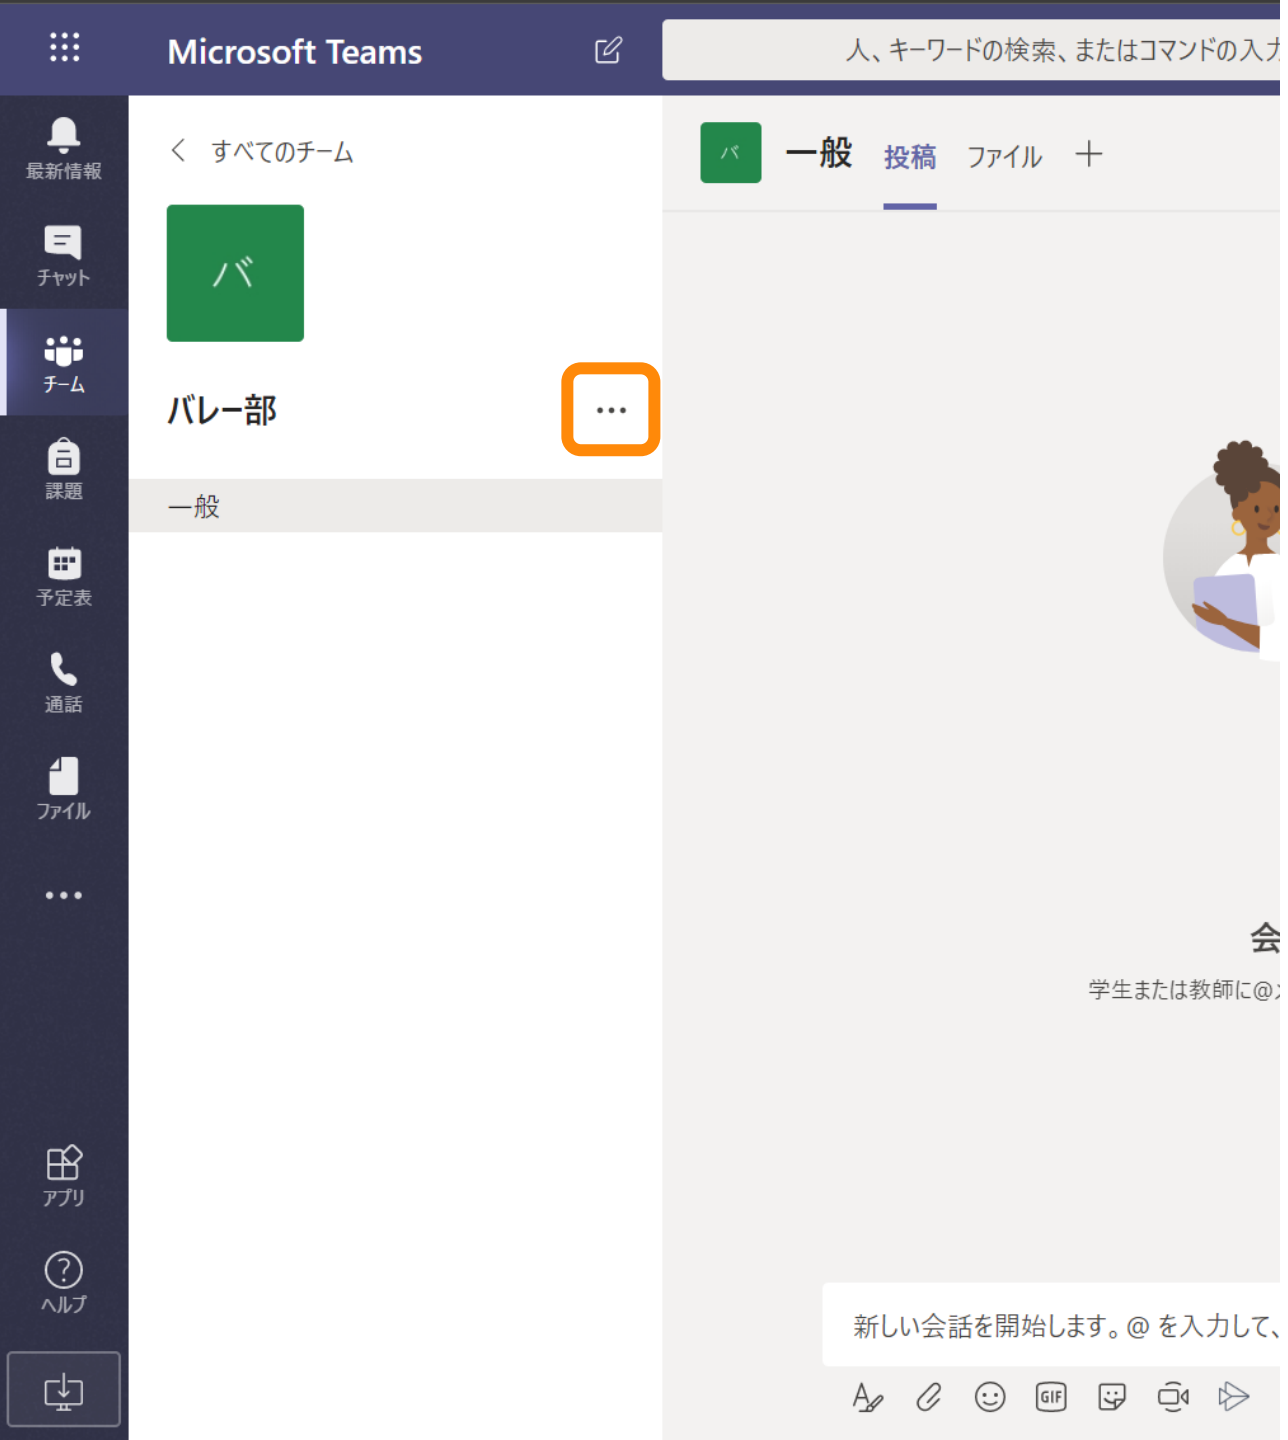 Microsoft Teams
人、キーワードの検索、またはコマンドの入力
最新情報
チャット
チーム
課題
予定表
通話
ファイル
アプリ
ヘルプ
すべてのチーム
バ
バレー部
一般
バ
一般
投稿
ファイル
会
学生または教師に@
新しい会話を開始します。@ を入力して、
GIF